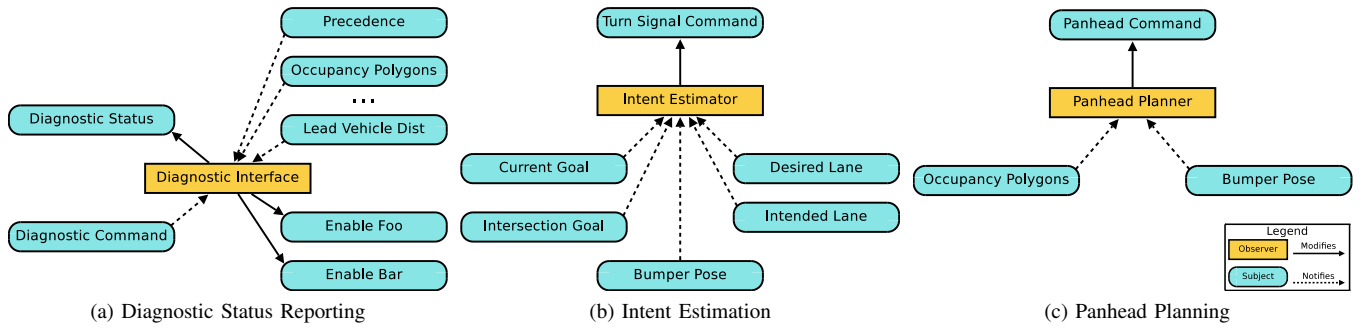 Precedence
Occupancy Polygons
...
Lead Vehicle Dist
Diagnostic Status
Diagnostic Interface
Diagnostic Command
Enable Foo
Enable Bar
(a) Diagnostic Status Reporting
Turn Signal Command
Intent Estimator
Current Goal
Desired Lane
Intersection Goal
Intended Lane
Bumper Pose
(b) Intent Estimation
Panhead Command
Panhead Planner
Occupancy Polygons
Bumper Pose
Legend
Observer
Modifies
Subject
Notifies
(c) Panhead Planning